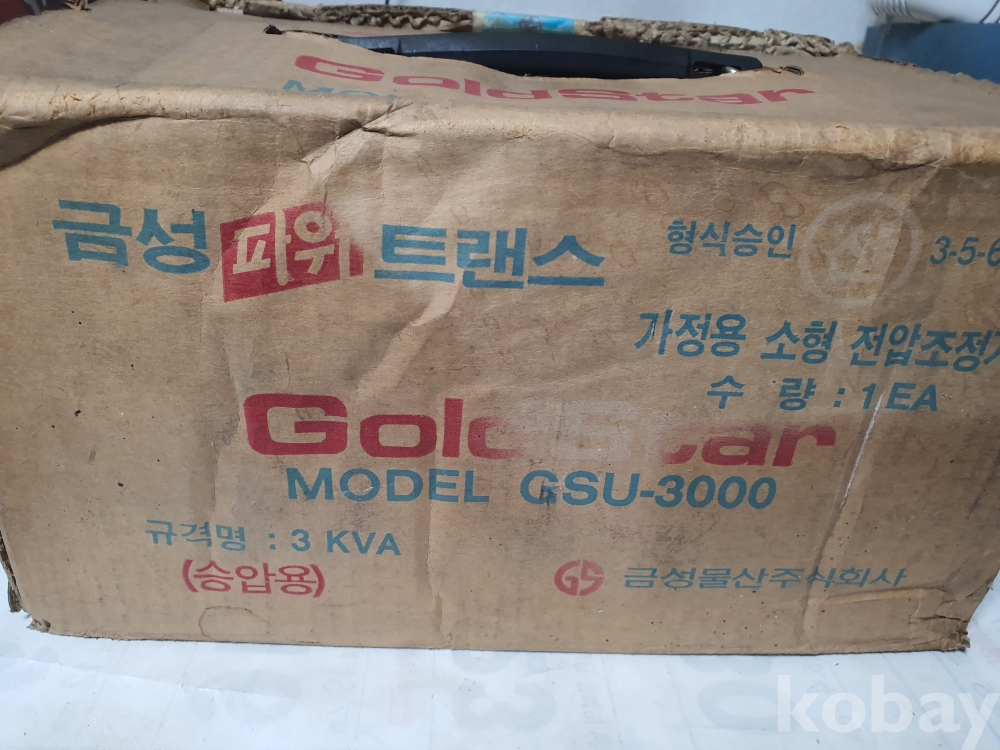 GoldStar
금성 파워 트랜스
형식승인 전 3-5-6
가정용 소형 전압조정기
수 량 : 1EA
GoldStar
MODEL GSU-3000
규격명 : 3 KVA
(승압용)
GS 금성물산주식회사
kobay